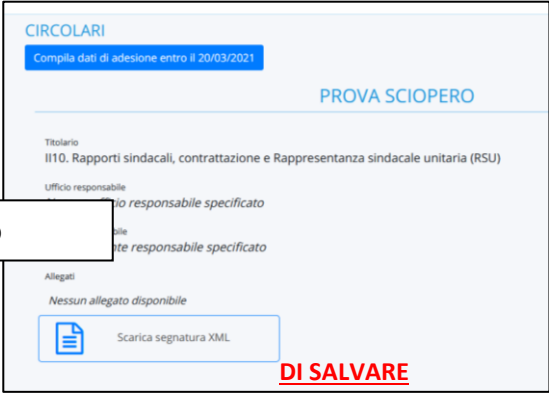 CIRCOLARI
Compila dati di adesione entro il 20/03/2021
PROVA SCIOPERO
Titolario
II10. Rapporti sindacali, contrattazione e Rappresentanza sindacale unitaria (RSU)
Ufficio responsabile
responsabile specificato
responsabile specificato
Allegati
Nessun allegato disponibile
Scarica segnatura XML
DI SALVARE